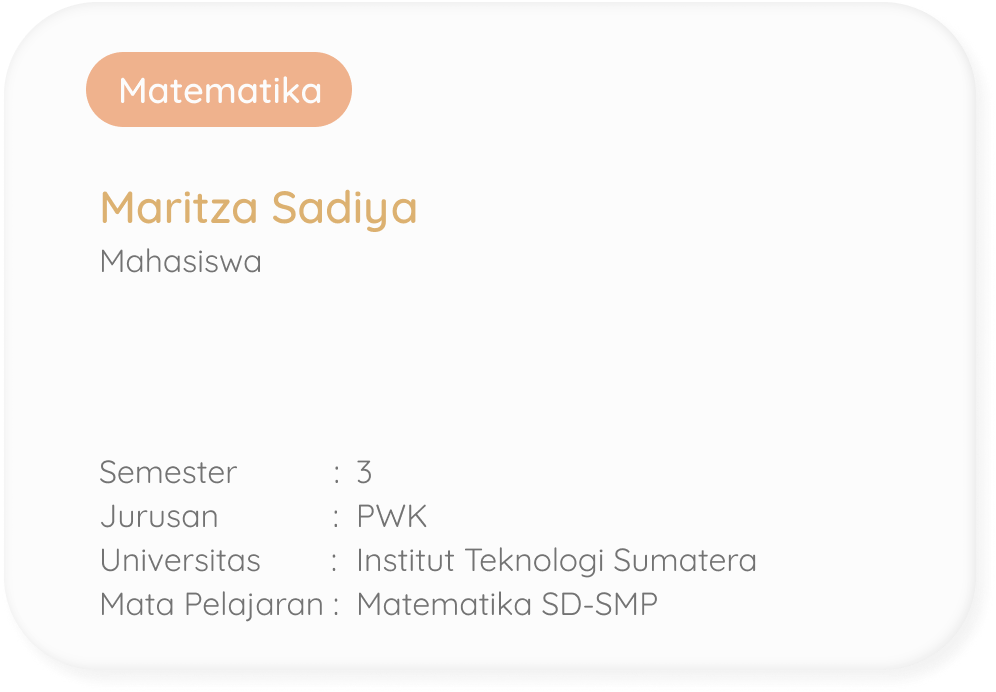 Matematika
Maritza Sadiya
Mahasiswa
Semester : 3
Jurusan : PWK
Universitas : Institut Teknologi Sumatera
Mata Pelajaran : Matematika SD-SMP